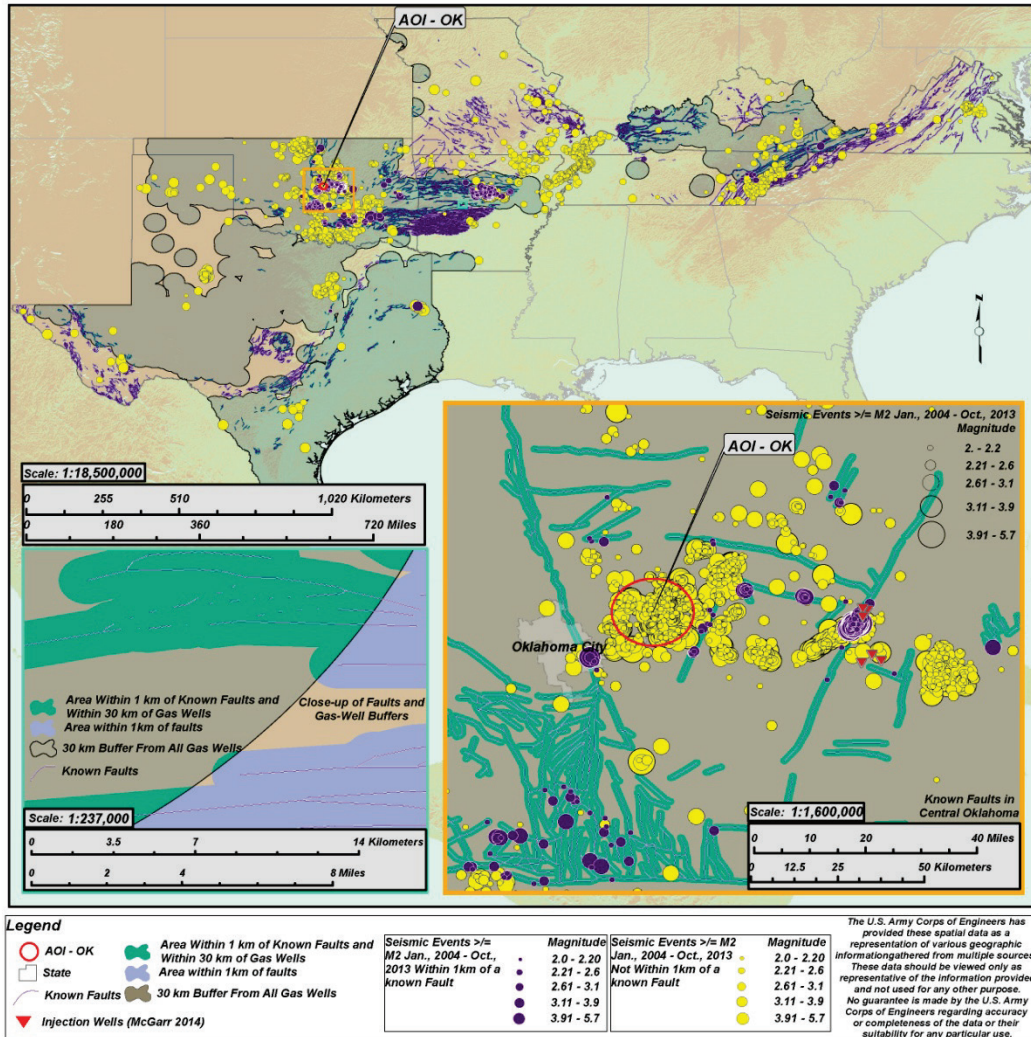 AOI - OK
Scale: 1:18,500,000
0 255 510 1,020 Kilometers
0 180 360 720 Miles
N
Area Within 1 km of Known Faults and
Within 30 km of Gas Wells
Area within 1km of faults
30 km Buffer From All Gas Wells
Known Faults
Close-up of Faults and
Gas-Well Buffers
Scale: 1:237,000
0 3.5 7 14 Kilometers
0 2 4 8 Miles
Seismic Events >/= M2 Jan., 2004 - Oct., 2013
Magnitude
2. - 2.2
2.21 - 2.6
2.61 - 3.1
3.11 - 3.9
3.91 - 5.7
AOI - OK
Oklahoma City
Known Faults in
Central Oklahoma
Scale: 1:1,600,000
0 10 20 40 Miles
0 12.5 25 50 Kilometers
Legend
AOI - OK
State
Known Faults
Injection Wells (McGarr 2014)
Area Within 1 km of Known Faults and
Within 30 km of Gas Wells
Area within 1km of faults
30 km Buffer From All Gas Wells
Seismic Events >/=
M2 Jan., 2004 - Oct.,
2013 Within 1km of a
known Fault
Magnitude
2.0 - 2.20
2.21 - 2.6
2.61 - 3.1
3.11 - 3.9
3.91 - 5.7
Seismic Events >/= M2
Jan., 2004 - Oct., 2013
Not Within 1km of a
known Fault
Magnitude
2.0 - 2.20
2.21 - 2.6
2.61 - 3.1
3.11 - 3.9
3.91 - 5.7
The U.S. Army Corps of Engineers has
provided these spatial data as a
representation of various geographic
informationgathered from multiple sources
These data should be viewed only as
representative of the information provided
and not used for any other purpose.
No guarantee is made by the U.S. Army
Corps of Engineers regarding accuracy
or completeness of the data or their
suitability for any particular use.